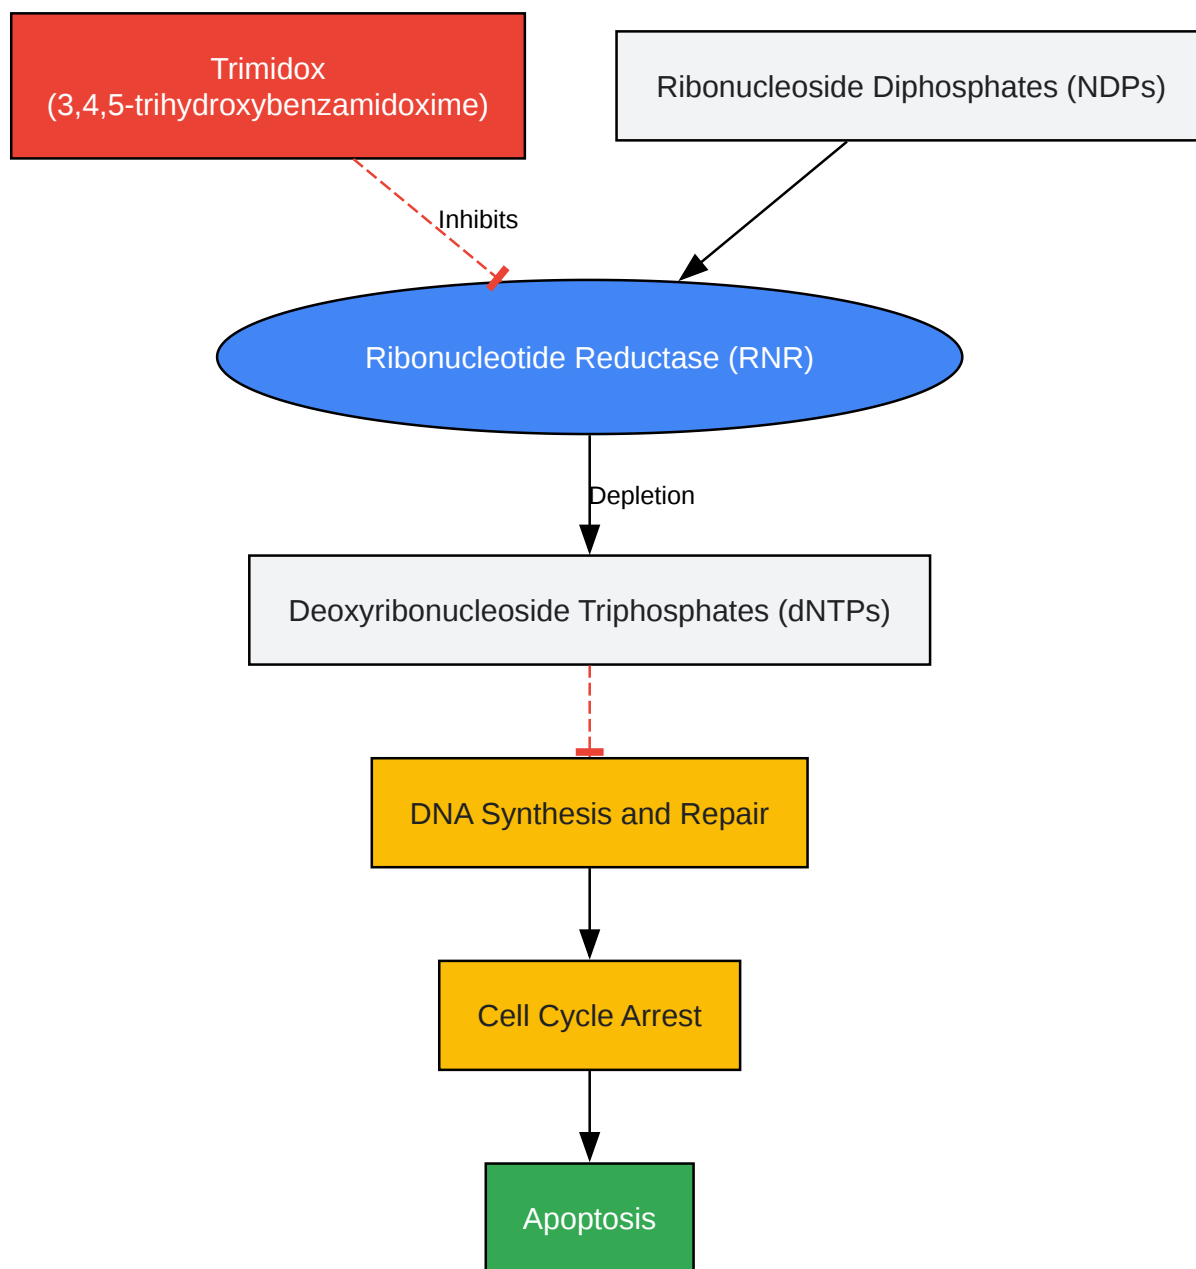 Trimidox
(3,4,5-trihydroxybenzamidoxime)
Ribonucleoside Diphosphates (NDPs)
Inhibits
Ribonucleotide Reductase (RNR)
Depletion
Deoxyribonucleoside Triphosphates (dNTPs)
DNA Synthesis and Repair
Cell Cycle Arrest
Apoptosis